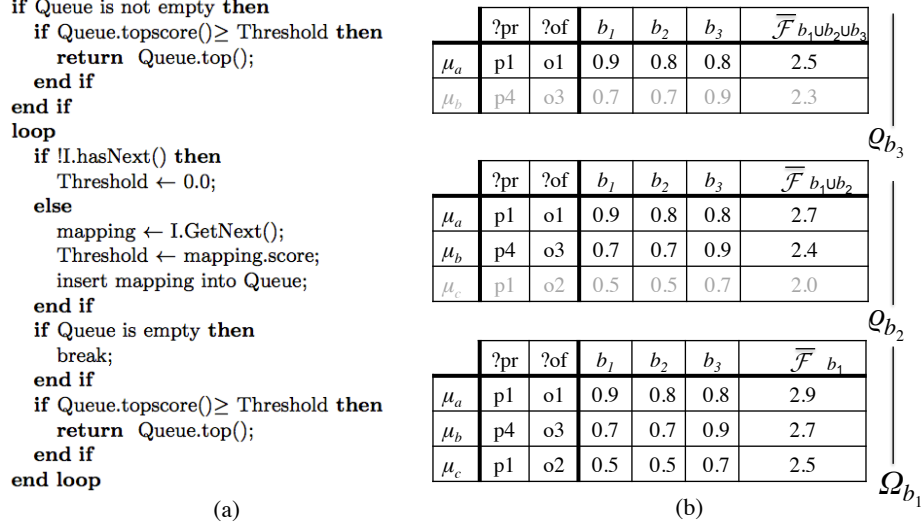 if Queue is not empty then
if Queue.topscore()≥ Threshold then
return Queue.top();
end if
end if
loop
if !I.hasNext() then
Threshold ← 0.0;
else
mapping ← I.GetNext();
Threshold ← mapping.score;
insert mapping into Queue;
end if
if Queue is empty then
break;
end if
if Queue.topscore()≥ Threshold then
return Queue.top();
end if
end loop
(a)
?pr ?of b₁ b₂ b₃ F̅ b₁∪b₂∪b₃
μₐ p1 o1 0.9 0.8 0.8 2.5
μ_b p4 o3 0.7 0.7 0.9 2.3
ϱ_b₃
?pr ?of b₁ b₂ b₃ F̅ b₁∪b₂
μₐ p1 o1 0.9 0.8 0.8 2.7
μ_b p4 o3 0.7 0.7 0.9 2.4
μ_c p1 o2 0.5 0.5 0.7 2.0
ϱ_b₂
?pr ?of b₁ b₂ b₃ F̅ b₁
μₐ p1 o1 0.9 0.8 0.8 2.9
μ_b p4 o3 0.7 0.7 0.9 2.7
μ_c p1 o2 0.5 0.5 0.7 2.5
Ω_b₁
(b)